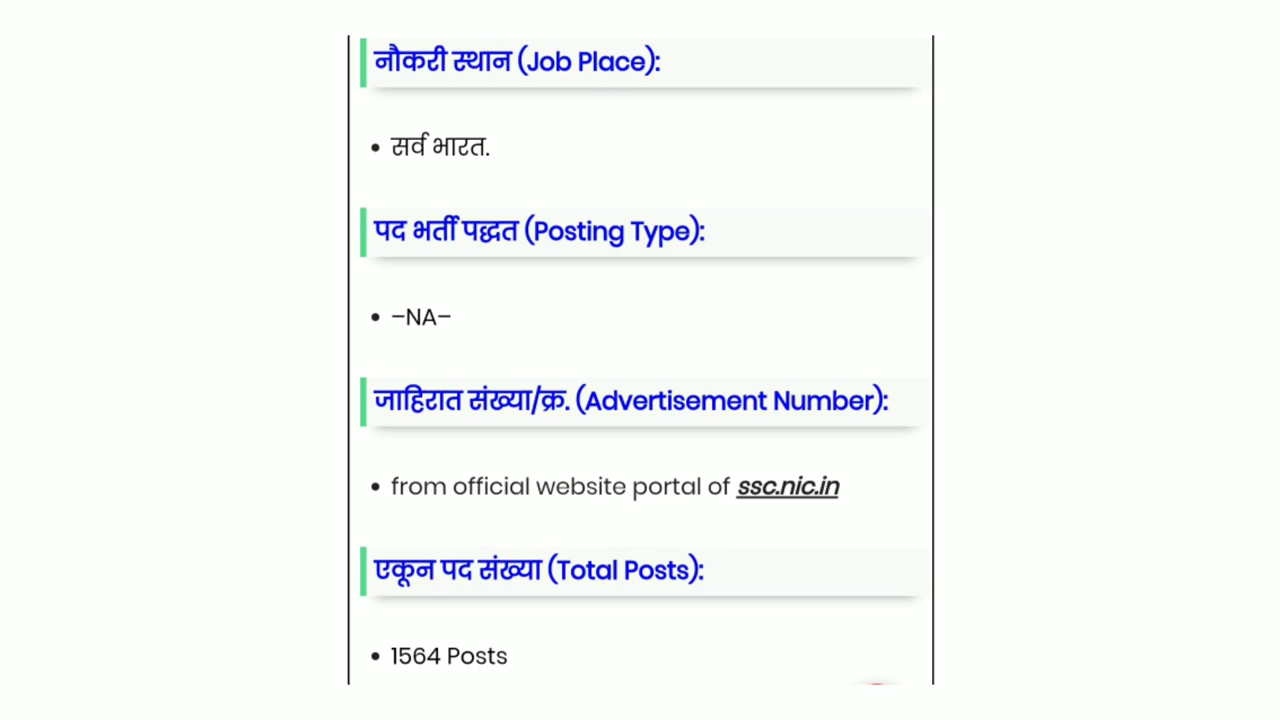 नौकरी स्थान (Job Place):
• सर्व भारत.
पद भर्ती पद्धत (Posting Type):
• –NA–
जाहिरात संख्या/क्र. (Advertisement Number):
• from official website portal of ssc.nic.in
एकून पद संख्या (Total Posts):
• 1564 Posts